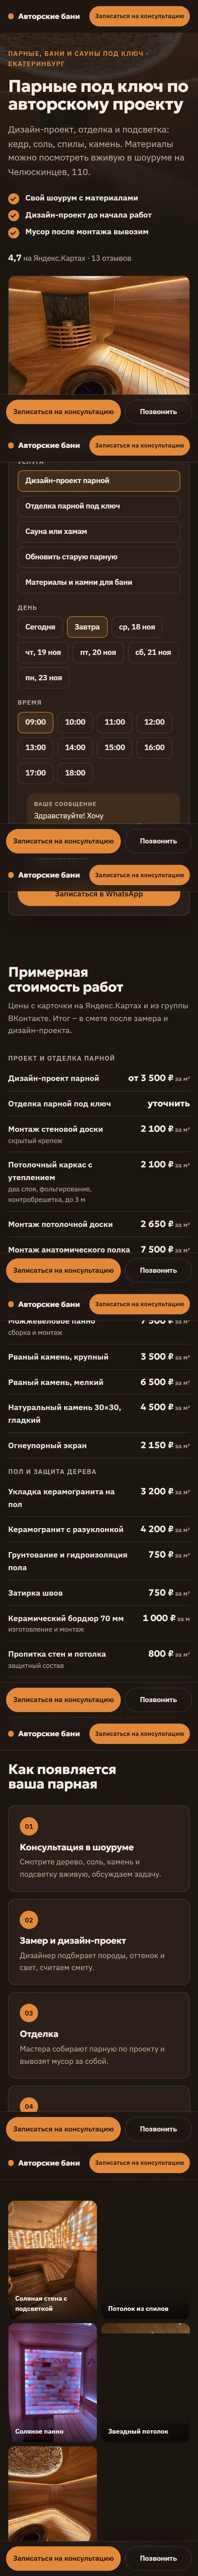 Авторские бани
Записаться на консультацию
ПАРНЫЕ, БАНИ И САУНЫ ПОД КЛЮЧ ·
ЕКАТЕРИНБУРГ
Парные под ключ по
авторскому проекту
Дизайн-проект, отделка и подсветка:
кедр, соль, спилы, камень. Материалы
можно посмотреть вживую в шоуруме на
Челюскинцев, 110.
Свой шоурум с материалами
Дизайн-проект до начала работ
Мусор после монтажа вывозим
4,7 на Яндекс.Картах · 13 отзывов
Записаться на консультацию
Позвонить
Авторские бани
Записаться на консультацию
УСЛУГА
Дизайн-проект парной
Отделка парной под ключ
Сауна или хамам
Обновить старую парную
Материалы и камни для бани
ДЕНЬ
Сегодня
Завтра
ср, 18 ноя
чт, 19 ноя
пт, 20 ноя
сб, 21 ноя
пн, 23 ноя
ВРЕМЯ
09:00
10:00
11:00
12:00
13:00
14:00
15:00
16:00
17:00
18:00
ВАШЕ СООБЩЕНИЕ
Здравствуйте! Хочу
Записаться на консультацию
Позвонить
Авторские бани
Записаться на консультацию
Записаться в WhatsApp
Примерная
стоимость работ
Цены с карточки на Яндекс.Картах и из группы
ВКонтакте. Итог – в смете после замера и
дизайн-проекта.
ПРОЕКТ И ОТДЕЛКА ПАРНОЙ
Дизайн-проект парной от 3 500 ₽ за м²
Отделка парной под ключ уточнить
Монтаж стеновой доски 2 100 ₽ за м²
скрытый крепеж
Потолочный каркас с 2 100 ₽ за м²
утеплением
два слоя, фольгирование,
контробрешетка, до 3 м
Монтаж потолочной доски 2 650 ₽ за м²
Монтаж анатомического полка 7 500 ₽ за м²
Записаться на консультацию
Позвонить
Авторские бани
Записаться на консультацию
Можжевеловое панно 7 500 ₽ за м²
сборка и монтаж
Рваный камень, крупный 3 500 ₽ за м²
Рваный камень, мелкий 6 500 ₽ за м²
Натуральный камень 30×30, 4 500 ₽ за м²
гладкий
Огнеупорный экран 2 150 ₽ за м²
ПОЛ И ЗАЩИТА ДЕРЕВА
Укладка керамогранита на 3 200 ₽ за м²
пол
Керамогранит с разуклонкой 4 200 ₽ за м²
Грунтование и гидроизоляция 750 ₽ за м²
пола
Затирка швов 750 ₽ за м²
Керамический бордюр 70 мм 1 000 ₽ за м
изготовление и монтаж
Пропитка стен и потолка 800 ₽ за м²
защитный состав
Записаться на консультацию
Позвонить
Авторские бани
Записаться на консультацию
Как появляется
ваша парная
01
Консультация в шоуруме
Смотрите дерево, соль, камень и
подсветку вживую, обсуждаем задачу.
02
Замер и дизайн-проект
Дизайнер подбирает породы, оттенок и
свет, считаем смету.
03
Отделка
Мастера собирают парную по проекту и
вывозят мусор за собой.
04
Записаться на консультацию
Позвонить
Авторские бани
Записаться на консультацию
Соляная стена с
подсветкой
Потолок из спилов
Соляное панно
Звездный потолок
Записаться на консультацию
Позвонить